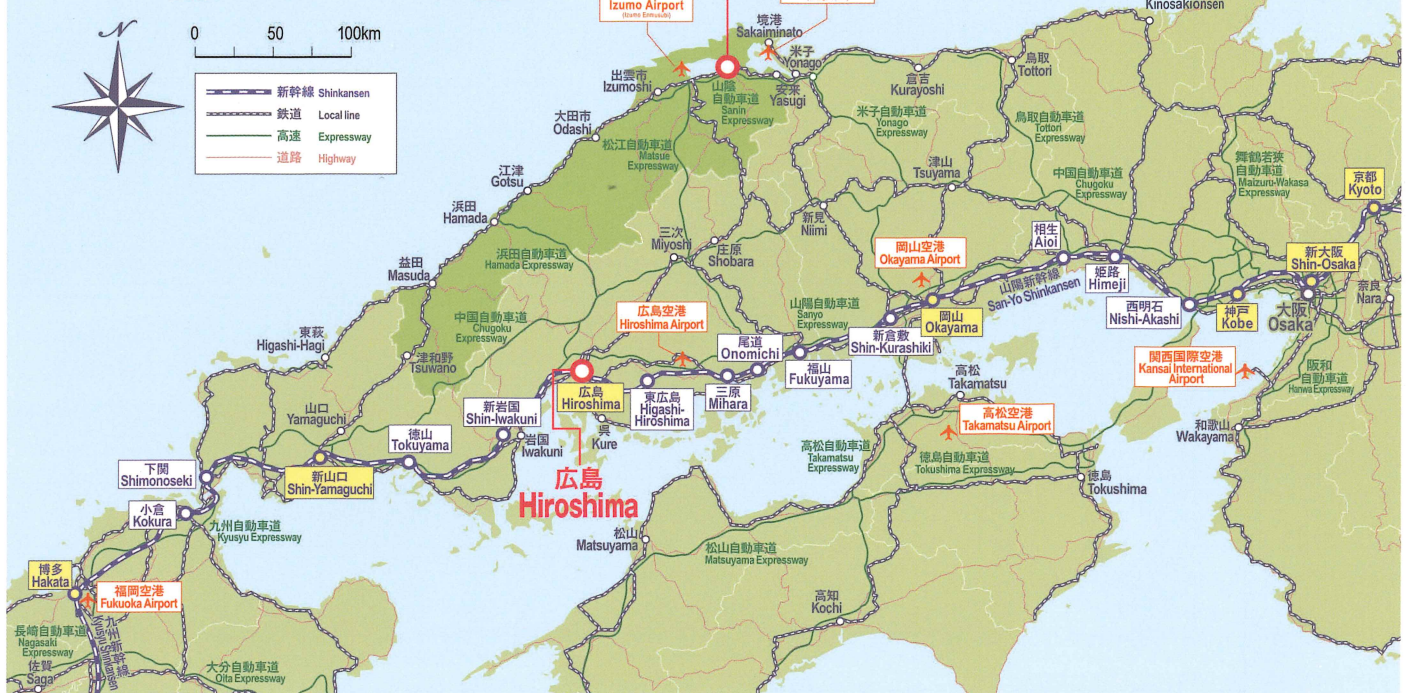 Izumo Airport
(Izumo Enmusubi)
Kinosakionsen
N
0 50 100km
新幹線 Shinkansen
鉄道 Local line
高速 Expressway
道路 Highway
境港
Sakaiminato
米子
Yonago
安来
Yasugi
出雲市
Izumoshi
山陰
自動車道
Sanin
Expressway
倉吉
Kurayoshi
鳥取
Tottori
大田市
Odashi
松江自動車道
Matsue
Expressway
米子自動車道
Yonago
Expressway
鳥取自動車道
Tottori
Expressway
江津
Gotsu
津山
Tsuyama
中国自動車道
Chugoku
Expressway
舞鶴若狭
自動車道
Maizuru-Wakasa
Expressway
京都
Kyoto
浜田
Hamada
新見
Niimi
三次
Miyoshi
庄原
Shobara
浜田自動車道
Hamada Expressway
岡山空港
Okayama Airport
相生
Aioi
姫路
Himeji
新大阪
Shin-Osaka
益田
Masuda
山陽新幹線
San-Yo Shinkansen
西明石
Nishi-Akashi
神戸
Kobe
大阪
Osaka
奈良
Nara
中国自動車道
Chugoku
Expressway
広島空港
Hiroshima Airport
山陽自動車道
Sanyo
Expressway
岡山
Okayama
新倉敷
Shin-Kurashiki
東萩
Higashi-Hagi
津和野
Tsuwano
尾道
Onomichi
福山
Fukuyama
関西国際空港
Kansai International
Airport
阪和
自動車道
Hanwa Expressway
広島
Hiroshima
東広島
Higashi-
Hiroshima
三原
Mihara
高松
Takamatsu
高松空港
Takamatsu Airport
山口
Yamaguchi
新岩国
Shin-Iwakuni
岩国
Iwakuni
呉
Kure
徳山
Tokuyama
和歌山
Wakayama
高松自動車道
Takamatsu
Expressway
徳島自動車道
Tokushima Expressway
徳島
Tokushima
下関
Shimonoseki
新山口
Shin-Yamaguchi
広島
Hiroshima
小倉
Kokura
九州自動車道
Kyusyu Expressway
松山
Matsuyama
松山自動車道
Matsuyama Expressway
博多
Hakata
福岡空港
Fukuoka Airport
高知
Kochi
九州新幹線
Kyusyu Shinkansen
長崎自動車道
Nagasaki
Expressway
佐賀
Saga
大分自動車道
Oita Expressway